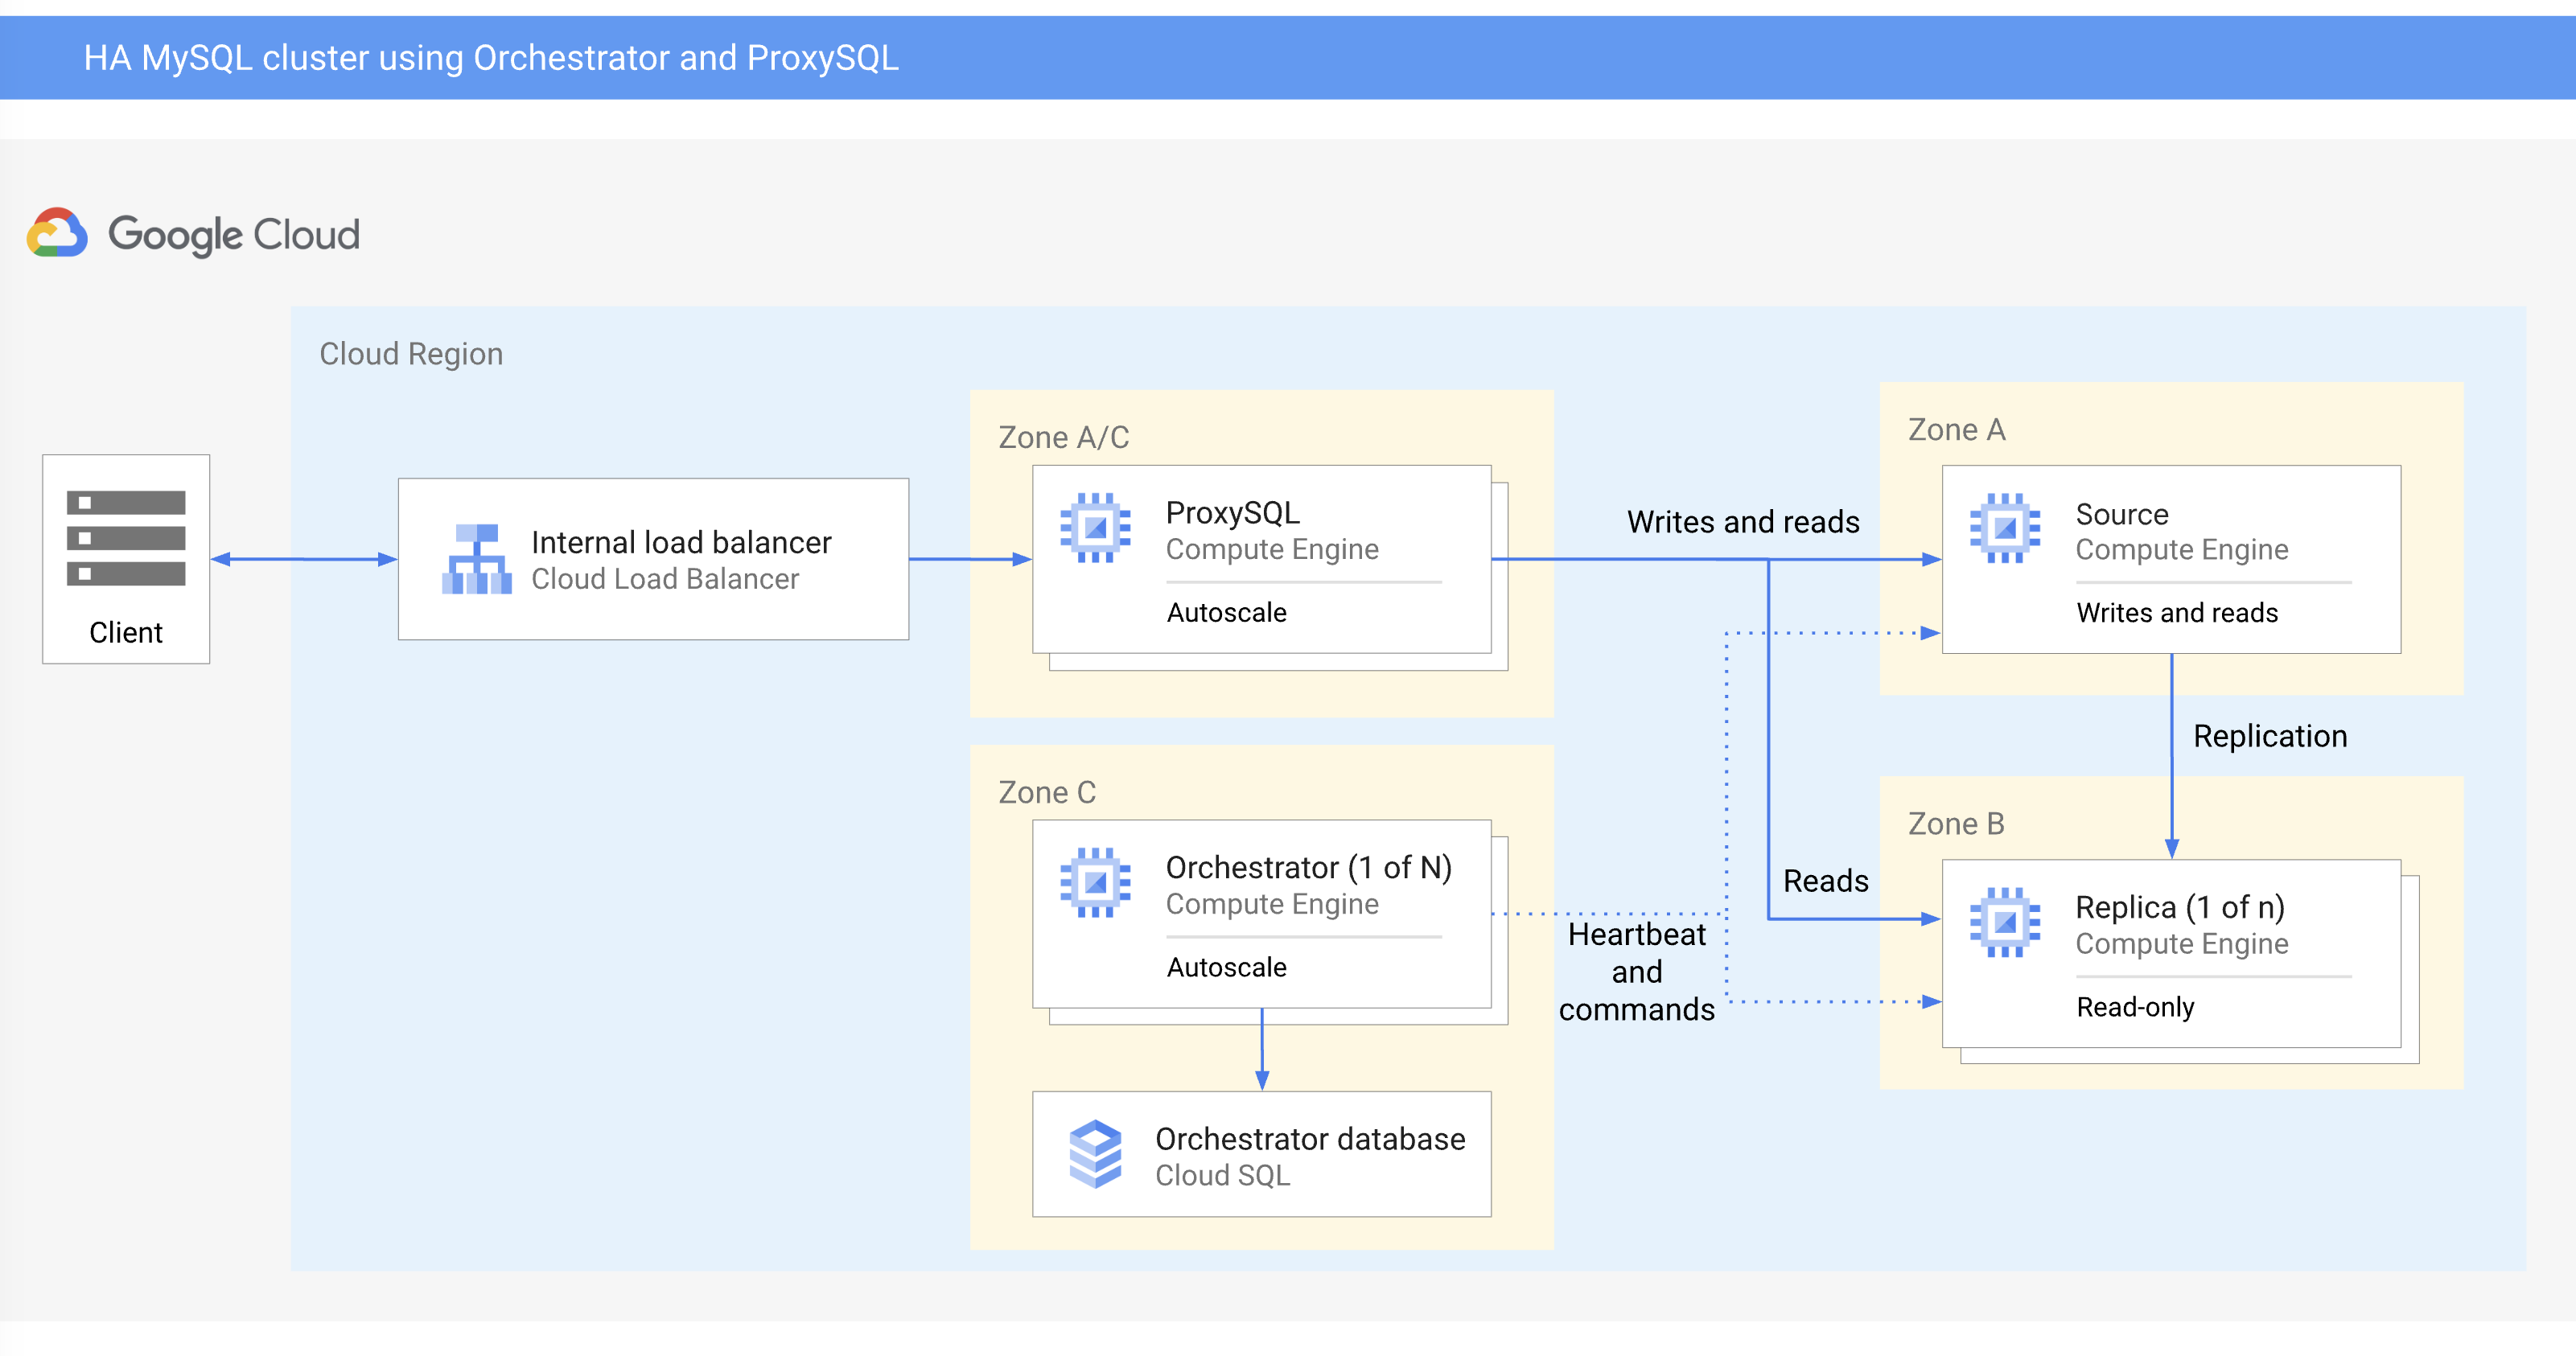 HA MySQL cluster using Orchestrator and ProxySQL
Google Cloud
Cloud Region
Client
Internal load balancer
Cloud Load Balancer
Zone A/C
ProxySQL
Compute Engine
Autoscale
Writes and reads
Zone A
Source
Compute Engine
Writes and reads
Replication
Zone C
Orchestrator (1 of N)
Compute Engine
Autoscale
Heartbeat
and
commands
Reads
Zone B
Replica (1 of n)
Compute Engine
Read-only
Orchestrator database
Cloud SQL